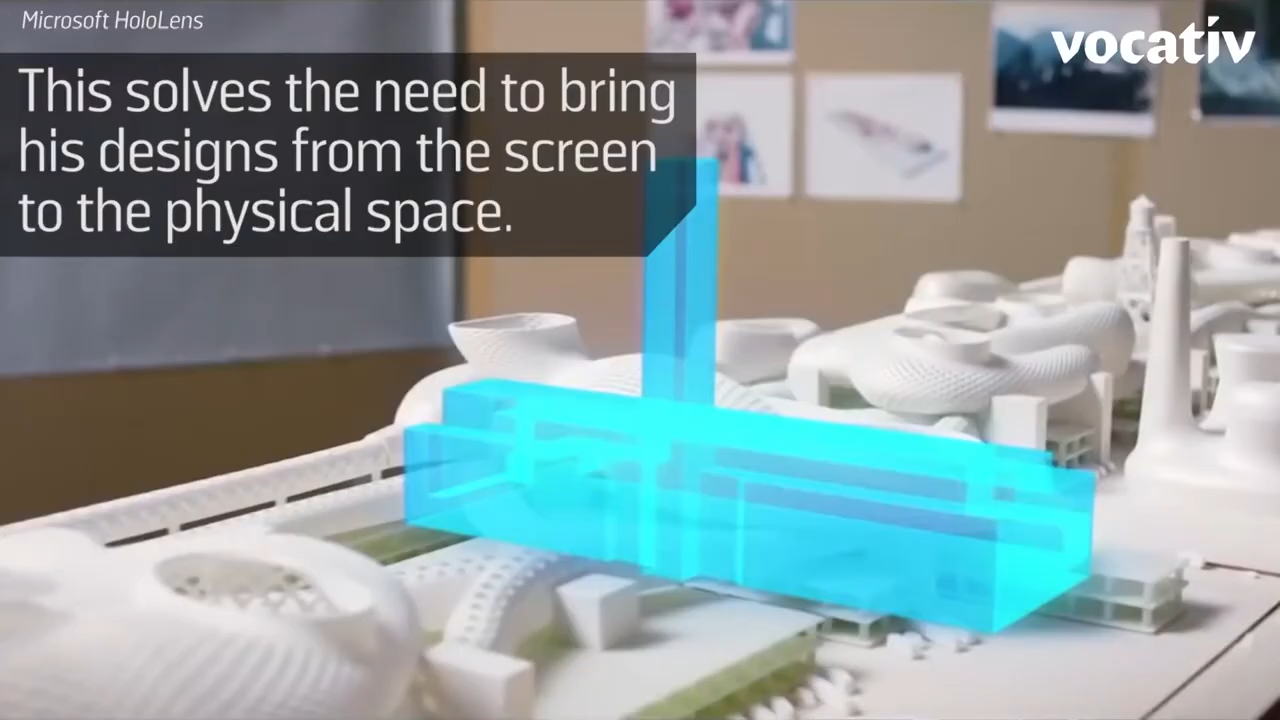 Microsoft HoloLens
vocativ
This solves the need to bring
his designs from the screen
to the physical space.